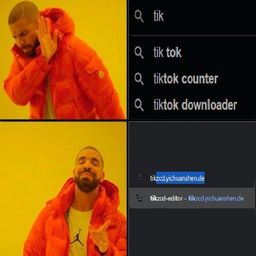 tik
tik tok
tiktok counter
tiktok downloader
tikzcd.yichuanshen.de
tikzcd-editor - tikzcd.yichuanshen.de